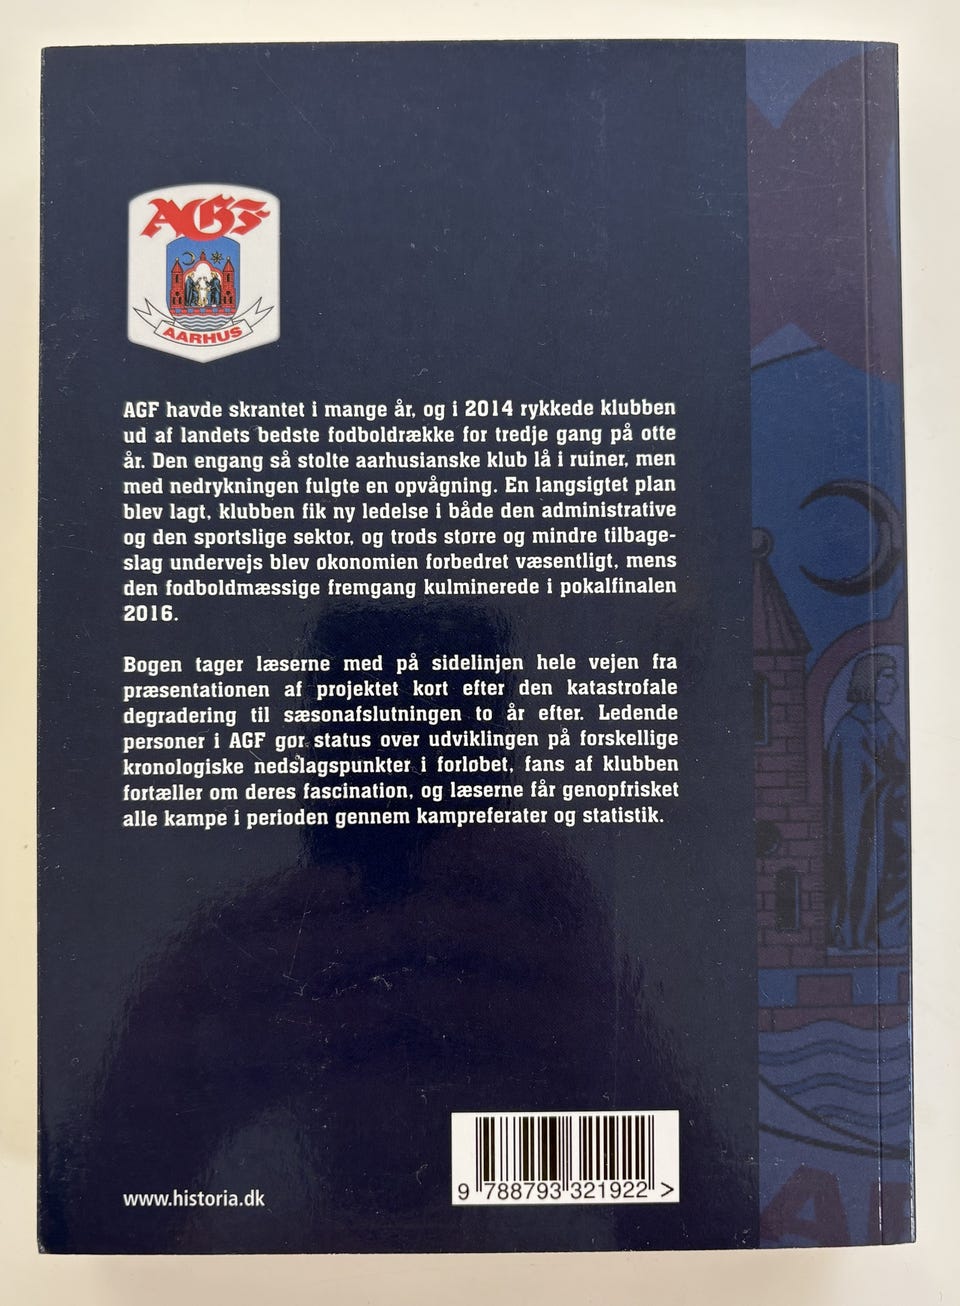 AGF
AARHUS
AGF havde skrantet i mange år, og i 2014 rykkede klubben
ud af landets bedste fodboldrække for tredje gang på otte
år. Den engang så stolte aarhusianske klub lå i ruiner, men
med nedrykningen fulgte en opvågning. En langsigtet plan
blev lagt, klubben fik ny ledelse i både den administrative
og den sportslige sektor, og trods større og mindre tilbage-
slag undervejs blev økonomien forbedret væsentligt, mens
den fodboldmæssige fremgang kulminerede i pokalfinalen
2016.
Bogen tager læserne med på sidelinjen hele vejen fra
præsentationen af projektet kort efter den katastrofale
degradering til sæsonafslutningen to år efter. Ledende
personer i AGF gør status over udviklingen på forskellige
kronologiske nedslagspunkter i forløbet, fans af klubben
fortæller om deres fascination, og læserne får genopfrisket
alle kampe i perioden gennem kampreferater og statistik.
www.historia.dk
9 788793 321922 >